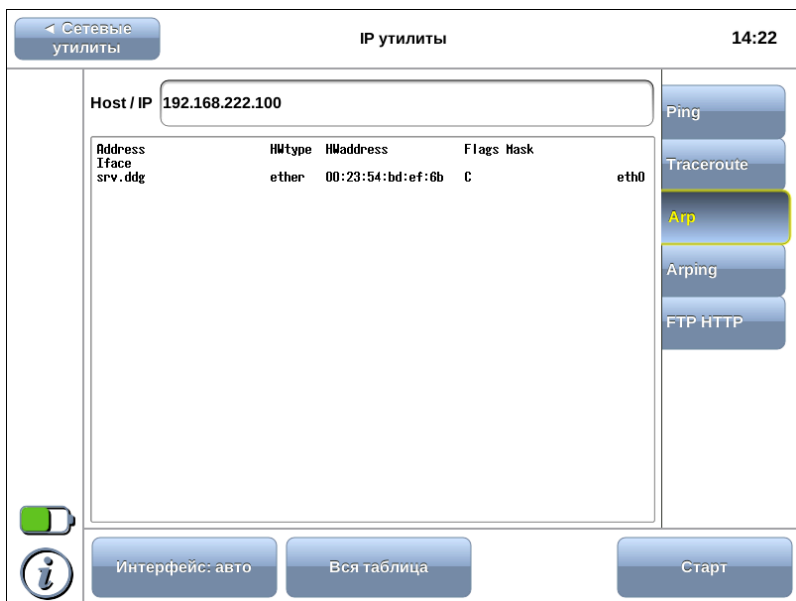 ◄ Сетевые
утилиты
IP утилиты
14:22
Host / IP 192.168.222.100
Address HWtype HWaddress Flags Mask
Iface
srv.ddg ether 00:23:54:bd:ef:6b C eth0
Ping
Traceroute
Arp
Arping
FTP HTTP
i
Интерфейс: авто Вся таблица Старт